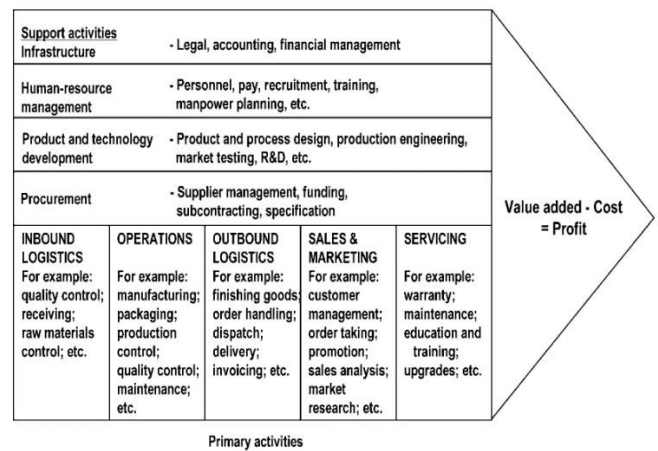 Support activities
Infrastructure - Legal, accounting, financial management
Human-resource - Personnel, pay, recruitment, training,
management manpower planning, etc.
Product and technology - Product and process design, production engineering,
development market testing, R&D, etc.
Procurement - Supplier management, funding,
subcontracting, specification
Value added - Cost
= Profit
INBOUND
LOGISTICS
For example:
quality control;
receiving;
raw materials
control; etc.
OPERATIONS
For example:
manufacturing;
packaging;
production
control;
quality control;
maintenance;
etc.
OUTBOUND
LOGISTICS
For example:
finishing goods;
order handling;
dispatch;
delivery;
invoicing; etc.
SALES &
MARKETING
For example:
customer
management;
order taking;
promotion;
sales analysis;
market
research; etc.
SERVICING
For example:
warranty;
maintenance;
education and
training;
upgrades; etc.
Primary activities